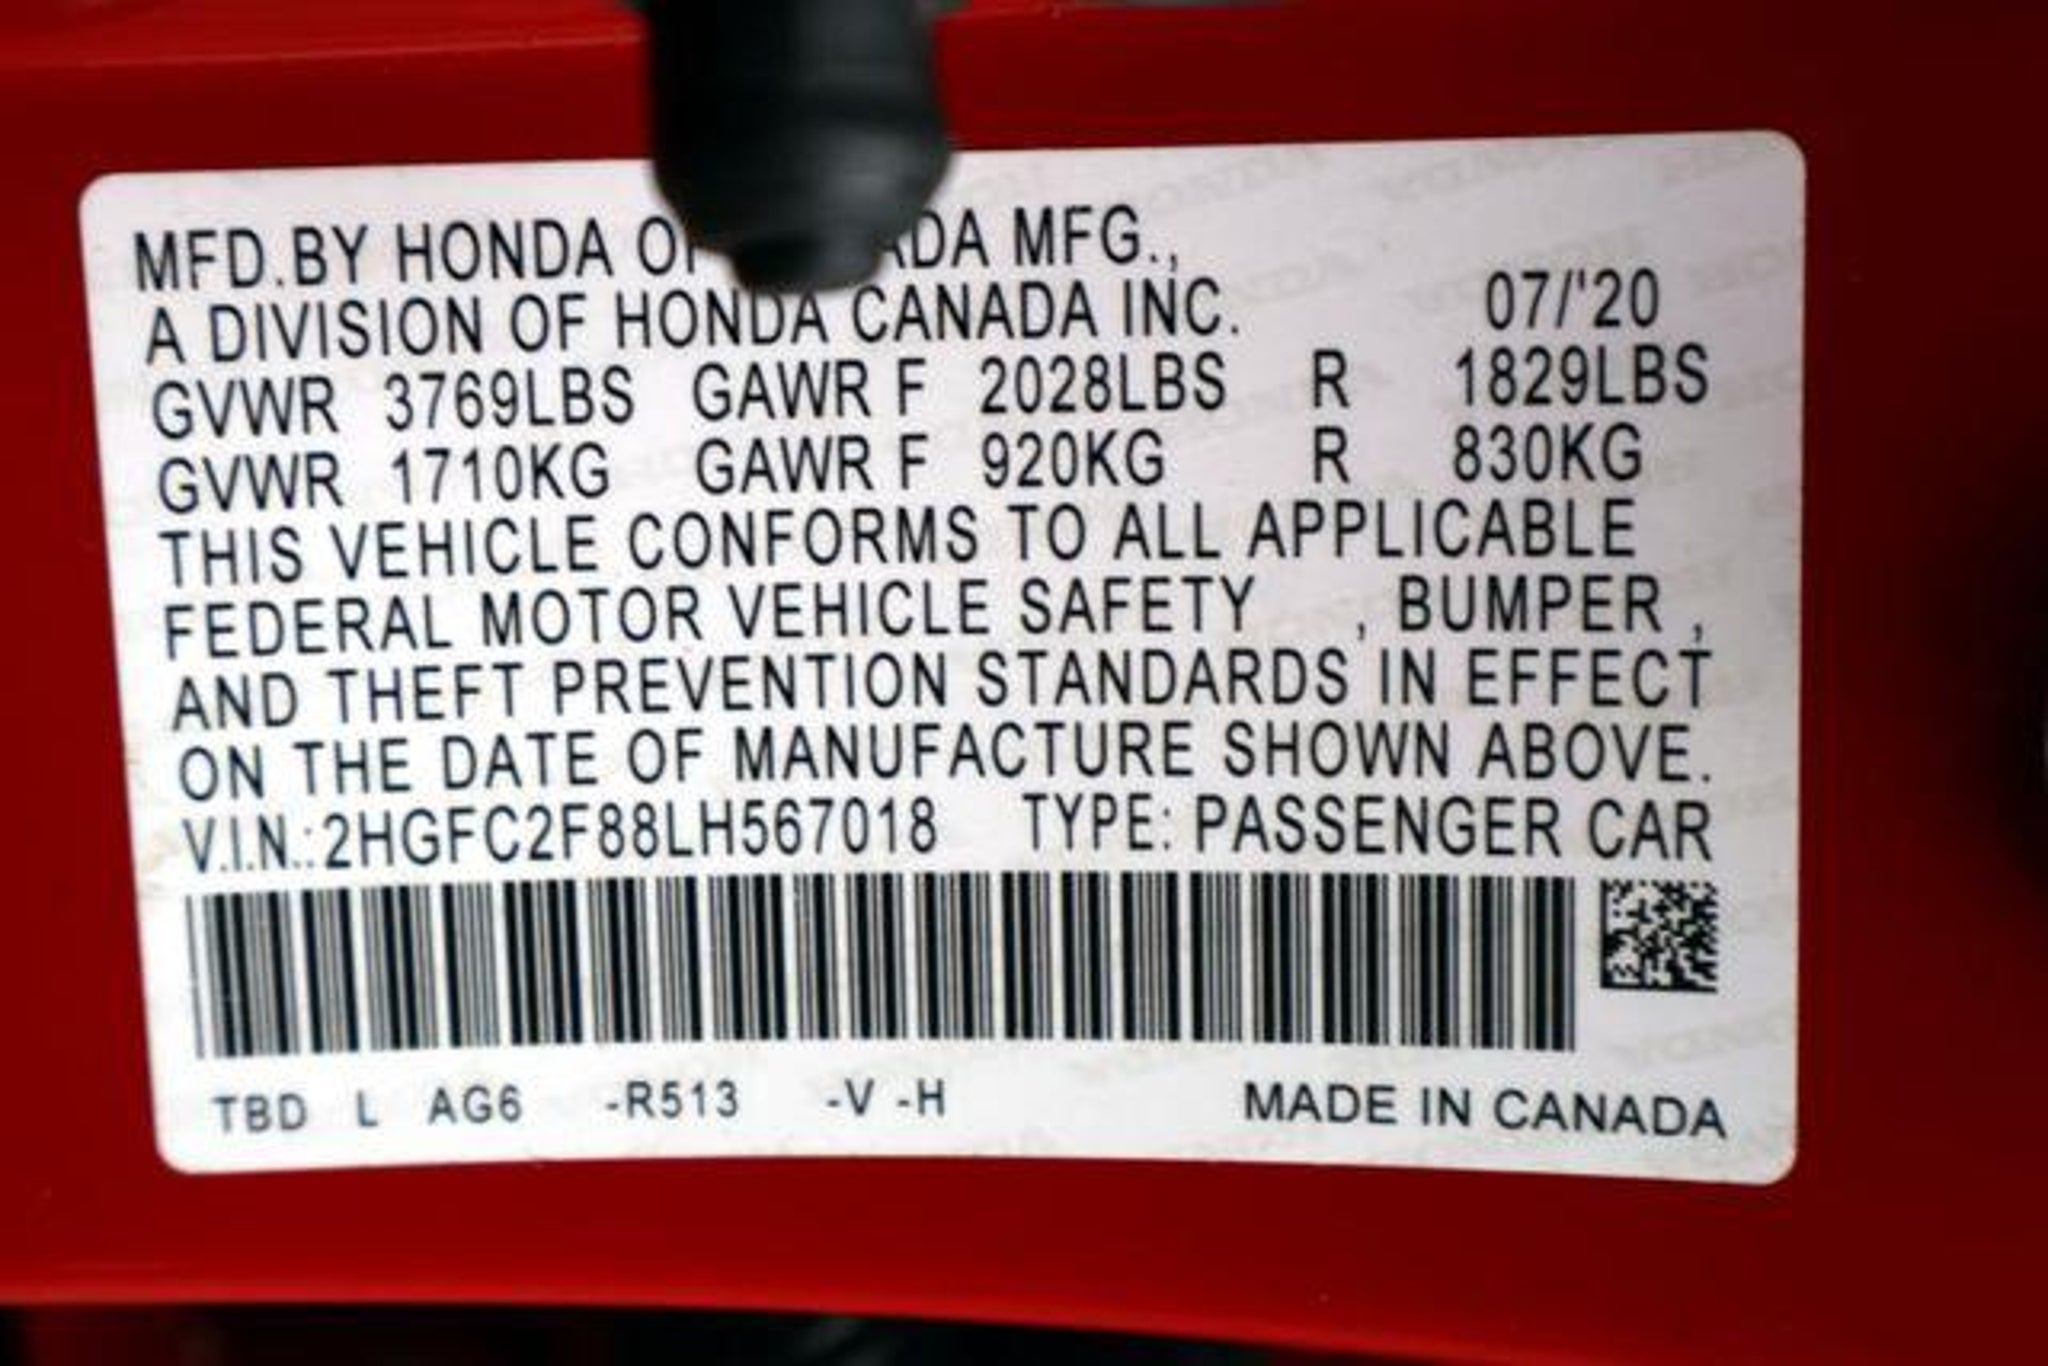 MFD.BY HONDA MFG.,
A DIVISION OF HONDA CANADA INC. 07/'20
GVWR 3769LBS GAWR F 2028LBS R 1829LBS
GVWR 1710KG GAWR F 920KG R 830KG
THIS VEHICLE CONFORMS TO ALL APPLICABLE
FEDERAL MOTOR VEHICLE SAFETY , BUMPER ,
AND THEFT PREVENTION STANDARDS IN EFFECT
ON THE DATE OF MANUFACTURE SHOWN ABOVE.
V.I.N.:2HGFC2F88LH567018 TYPE: PASSENGER CAR
TBD L AG6 -R513 -V -H MADE IN CANADA